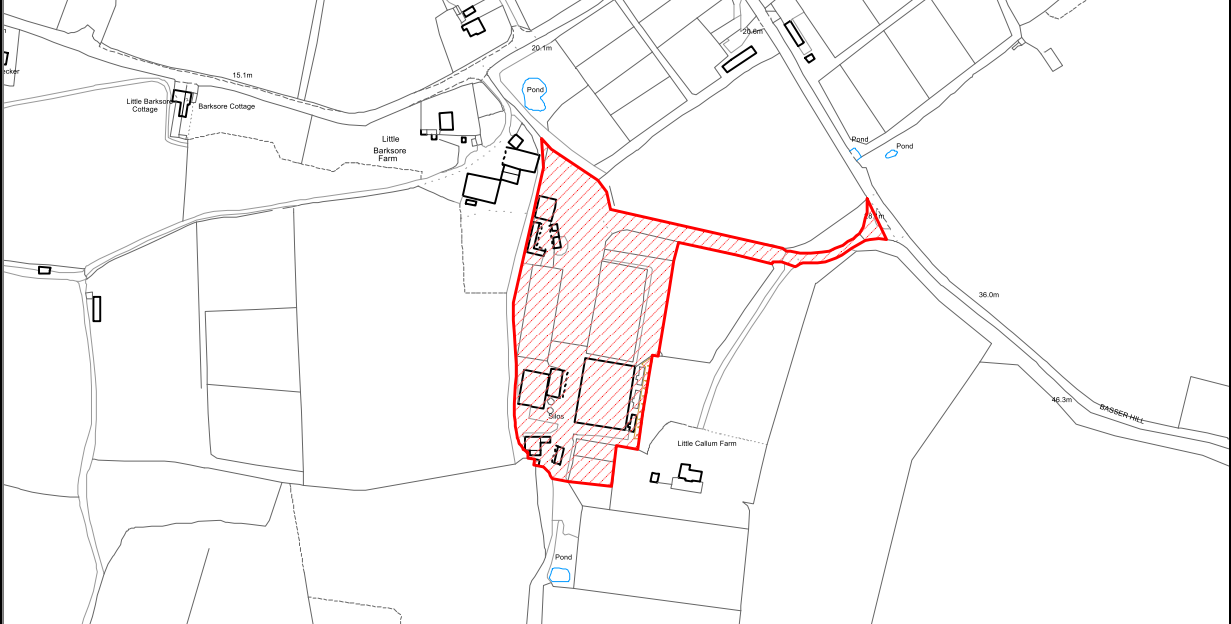 20.6m
20.1m
15.1m
ecker
Pond
Little Barksore
Cottage
Barksore Cottage
Little
Barksore
Farm
Pond
Pond
36.0m
46.3m
BASSER HILL
Silos
Little Callum Farm
Pond